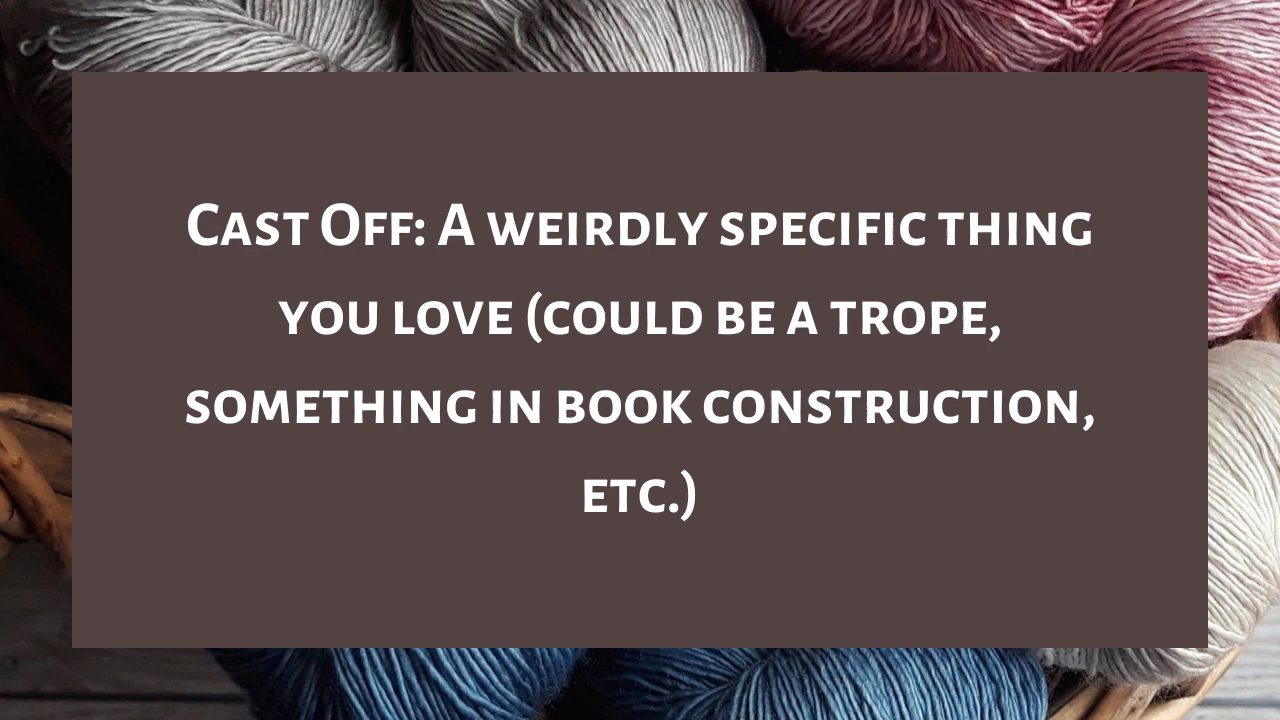 Cast Off: A weirdly specific thing
you love (could be a trope,
something in book construction,
etc.)